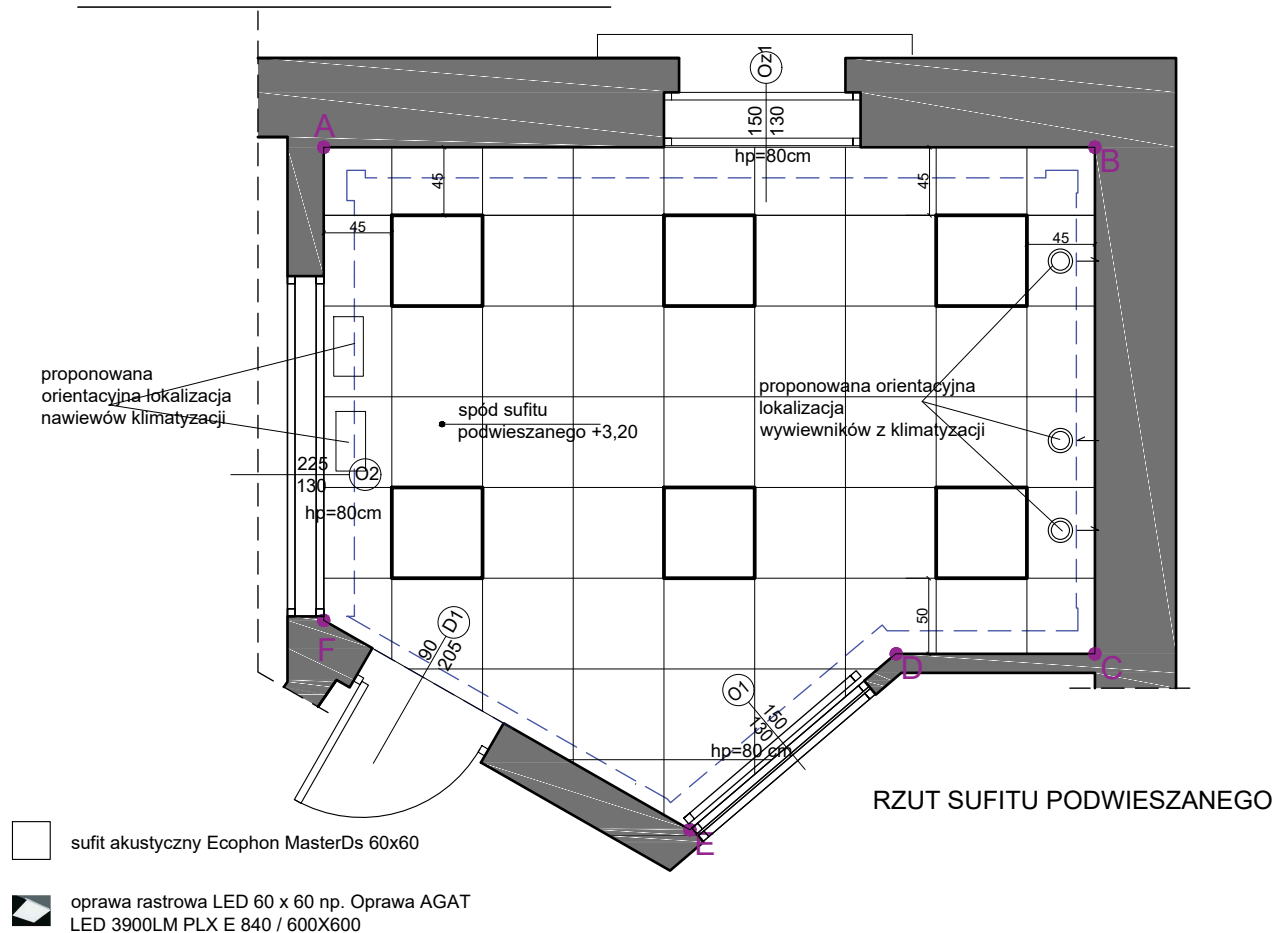 Oz1
150
130
hp=80cm
A
B
45
45
45
45
proponowana
orientacyjna lokalizacja
nawiewów klimatyzacji
proponowana orientacyjna
lokalizacja
wywiewników z klimatyzacji
spód sufitu
podwieszanego +3,20
225
130
O2
hp=80cm
F
90
205
D1
50
D
C
O1
150
130
hp=80 cm
E
RZUT SUFITU PODWIESZANEGO
sufit akustyczny Ecophon MasterDs 60x60
oprawa rastrowa LED 60 x 60 np. Oprawa AGAT
LED 3900LM PLX E 840 / 600X600